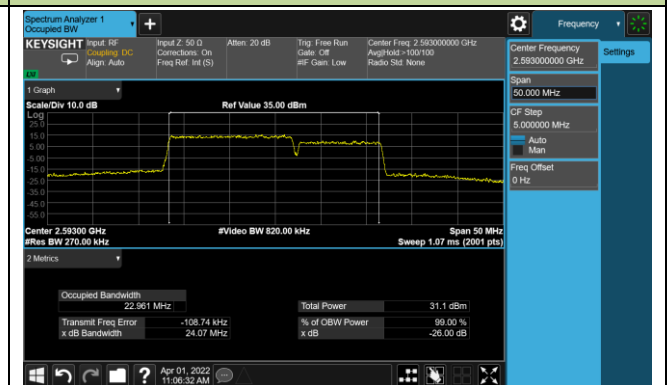 Spectrum Analyzer 1
Occupied BW
Frequency
KEYSIGHT
Input: RF
Coupling: DC
Align: Auto
Input Z: 50 Ω
Corrections: On
Freq Ref: Int (S)
Atten: 20 dB
Trig: Free Run
Gate: Off
#IF Gain: Low
Center Freq: 2.593000000 GHz
Avg|Hold:>100/100
Radio Std: None
Center Frequency
2.593000000 GHz
Settings
Span
50.000 MHz
CF Step
5.000000 MHz
Auto
Man
Freq Offset
0 Hz
1 Graph
Scale/Div 10.0 dB
Ref Value 35.00 dBm
Log
25.0
15.0
5.00
-5.00
-15.0
-25.0
-35.0
-45.0
-55.0
Center 2.59300 GHz
#Video BW 820.00 kHz
Span 50 MHz
#Res BW 270.00 kHz
Sweep 1.07 ms (2001 pts)
2 Metrics
Occupied Bandwidth
22.961 MHz
Total Power 31.1 dBm
Transmit Freq Error -108.74 kHz
% of OBW Power 99.00 %
x dB Bandwidth 24.07 MHz
x dB -26.00 dB
Apr 01, 2022
11:06:32 AM